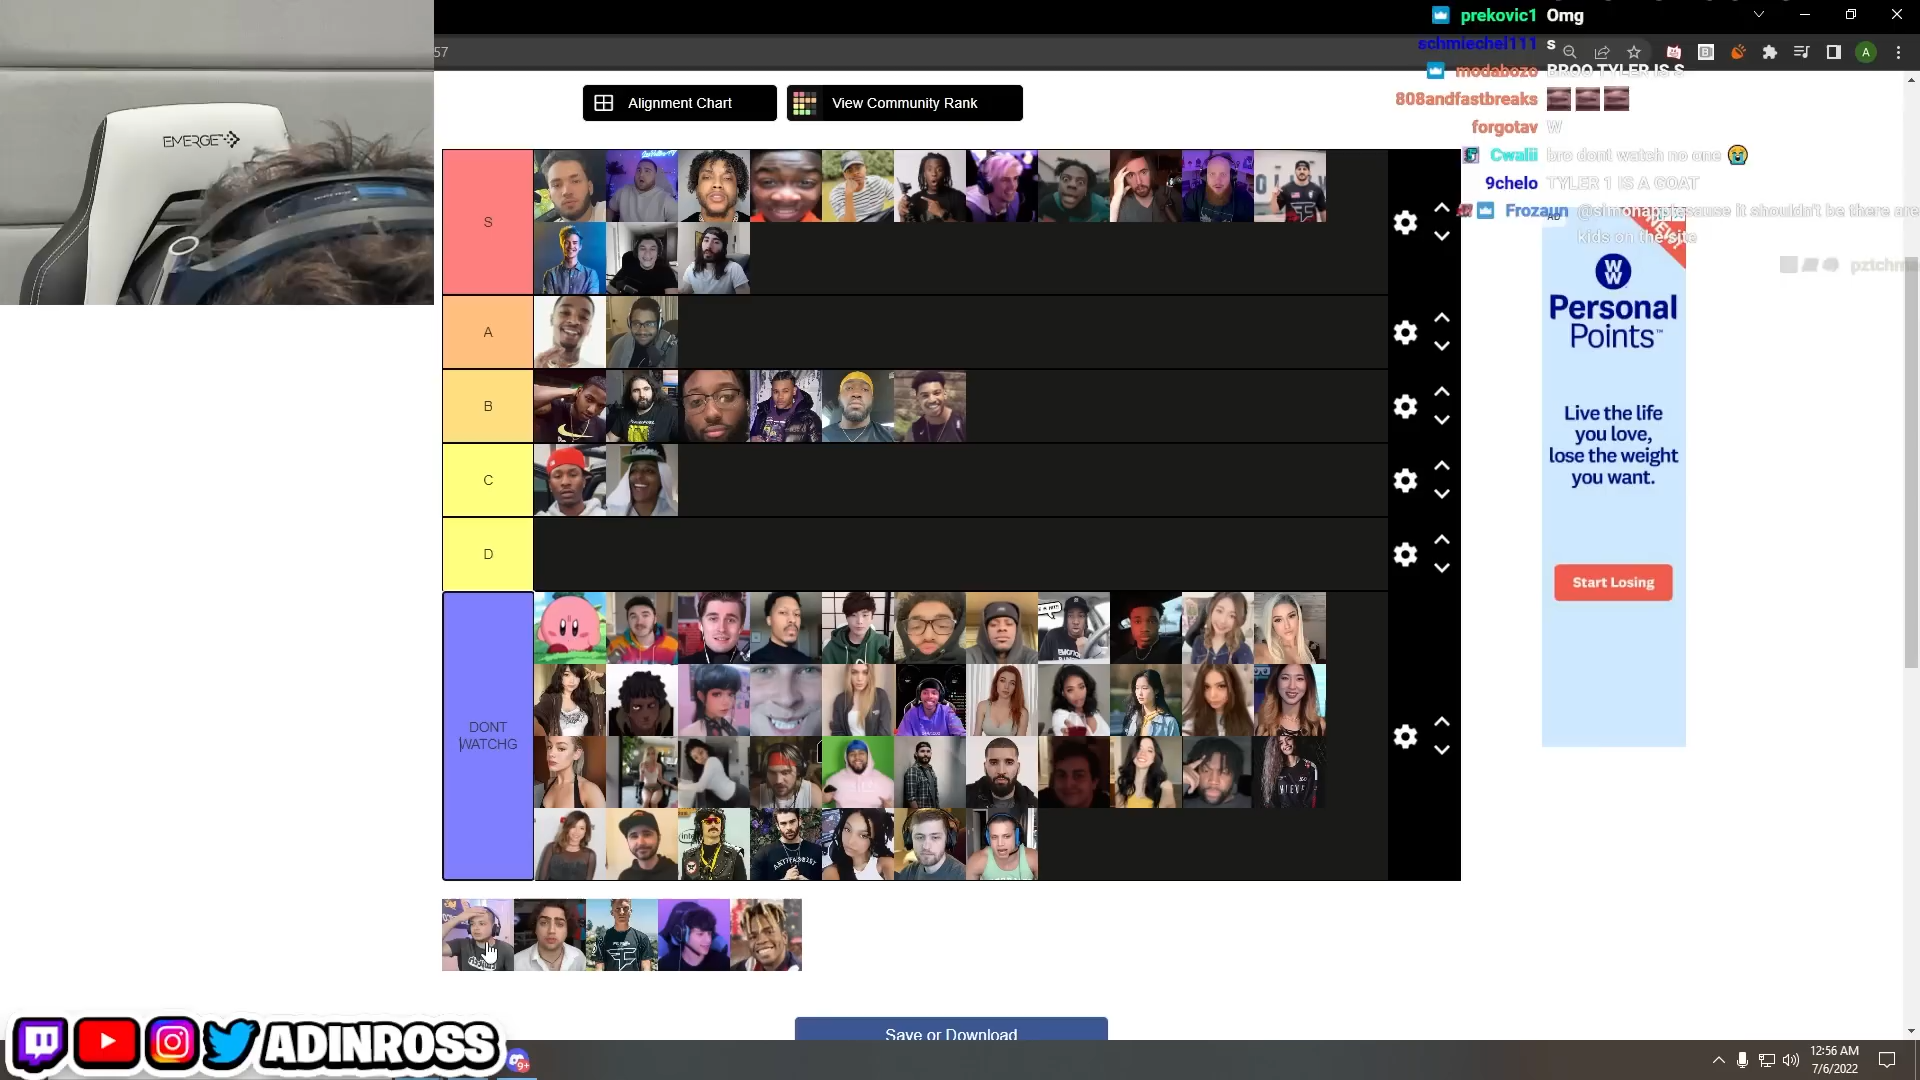 prekovic1 Omg
57
schmiechel111 s
modabozo BROO TYLER IS S
808andfastbreaks
Alignment Chart
View Community Rank
forgotav W
EMERGE
Cwalii bro dont watch no one
9chelo TYLER 1 IS A GOAT
S
kids on the site
Personal
Points™
A
B
Live the life
you love,
lose the weight
you want.
C
D
Start Losing
DONT
WATCHG
ADINROSS
Save or Download
9+
12:56 AM
7/6/2022